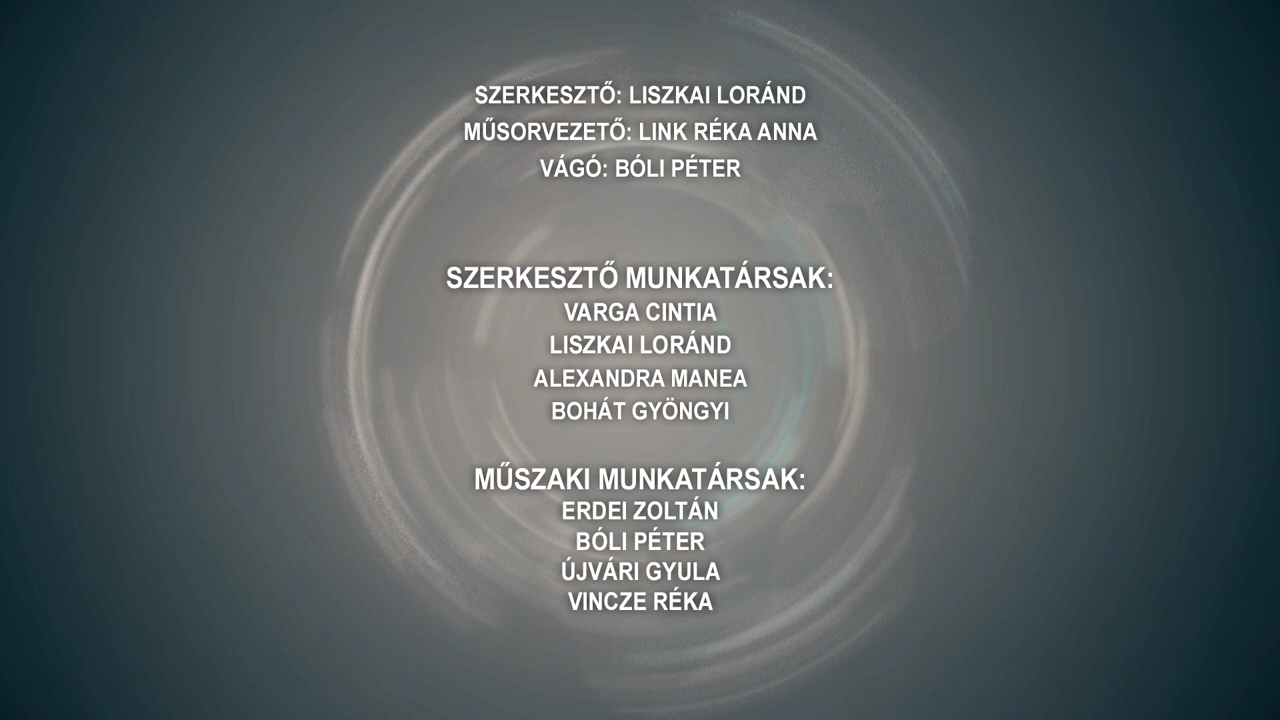 SZERKESZTŐ: LISZKAI LORÁND
MŰSORVEZETŐ: LINK RÉKA ANNA
VÁGÓ: BÓLI PÉTER
SZERKESZTŐ MUNKATÁRSAK:
VARGA CINTIA
LISZKAI LORÁND
ALEXANDRA MANEA
BOHÁT GYÖNGYI
MŰSZAKI MUNKATÁRSAK:
ERDEI ZOLTÁN
BÓLI PÉTER
ÚJVÁRI GYULA
VINCZE RÉKA